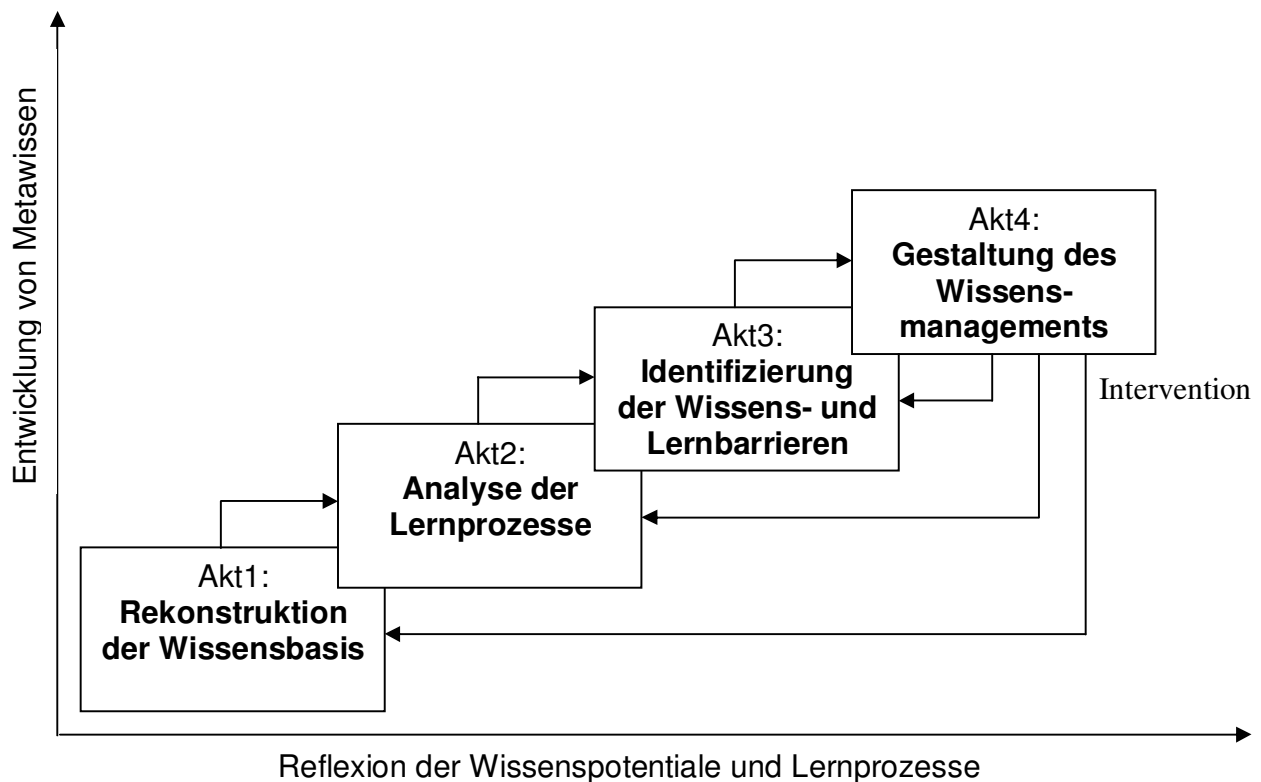 Entwicklung von Metawissen
Akt4:
Gestaltung des
Wissens-
managements
Akt3:
Identifizierung
der Wissens- und
Lernbarrieren
Intervention
Akt2:
Analyse der
Lernprozesse
Akt1:
Rekonstruktion
der Wissensbasis
Reflexion der Wissenspotentiale und Lernprozesse